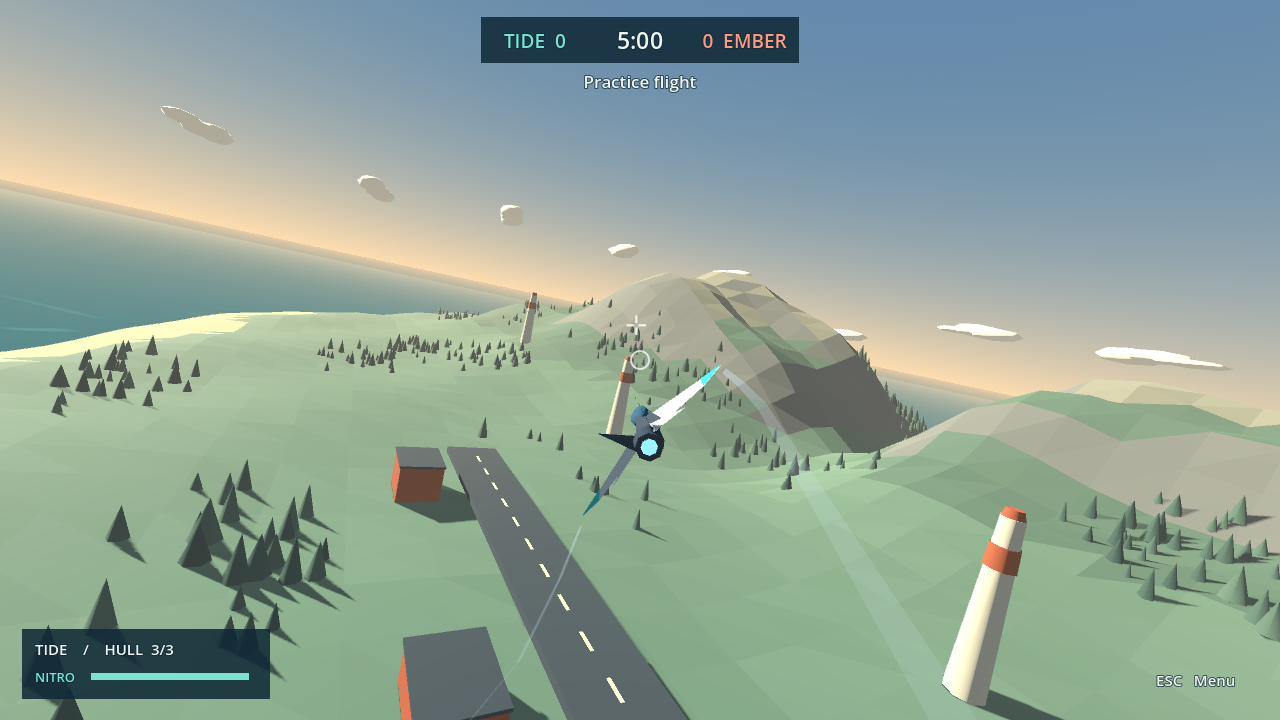 TIDE 0 5:00 0 EMBER
Practice flight
TIDE / HULL 3/3
NITRO
ESC Menu